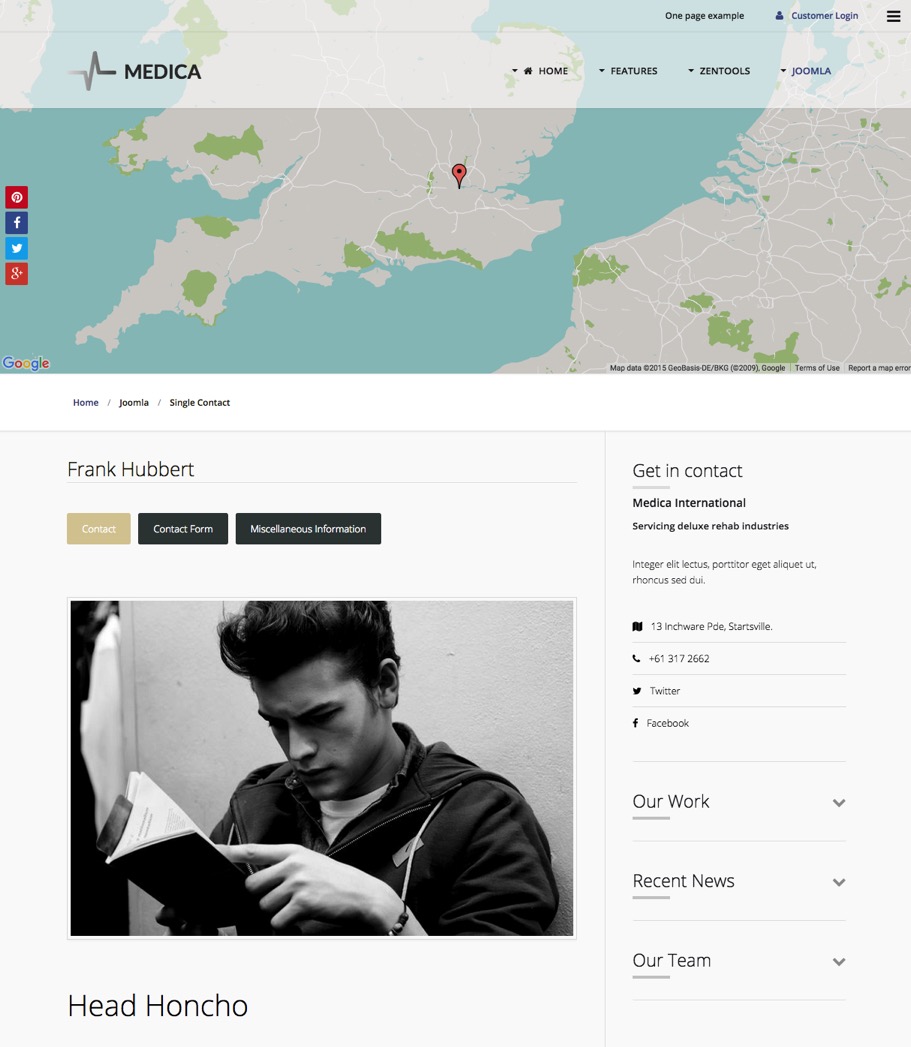 One page example
Customer Login
MEDICA
HOME
FEATURES
ZENTOOLS
JOOMLA
Google
Map data ©2015 GeoBasis-DE/BKG (©2009), Google
Terms of Use
Report a map error
Home / Joomla / Single Contact
Frank Hubbert
Contact
Contact Form
Miscellaneous Information
Head Honcho
Get in contact
Medica International
Servicing deluxe rehab industries
Integer elit lectus, porttitor eget aliquet ut,
rhoncus sed dui.
13 Inchware Pde, Startsville.
+61 317 2662
Twitter
Facebook
Our Work
Recent News
Our Team